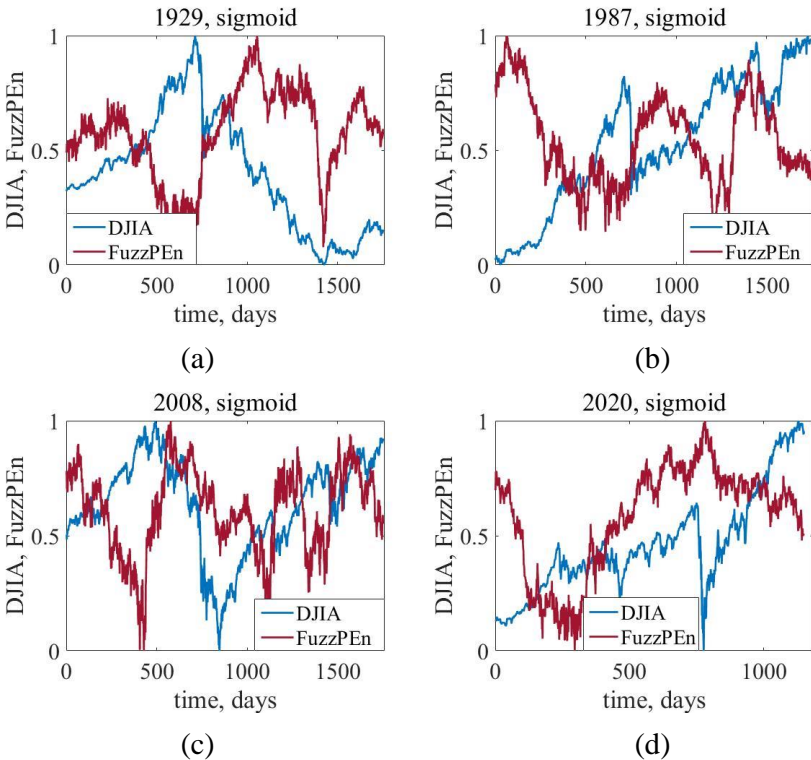 1929, sigmoid
DJIA, FuzzPEn
1
0.5
0
DJIA
FuzzPEn
0 500 1000 1500
time, days
(a)
1987, sigmoid
DJIA, FuzzPEn
1
0.5
0
DJIA
FuzzPEn
0 500 1000 1500
time, days
(b)
2008, sigmoid
DJIA, FuzzPEn
1
0.5
0
DJIA
FuzzPEn
0 500 1000 1500
time, days
(c)
2020, sigmoid
DJIA, FuzzPEn
1
0.5
0
DJIA
FuzzPEn
0 500 1000
time, days
(d)